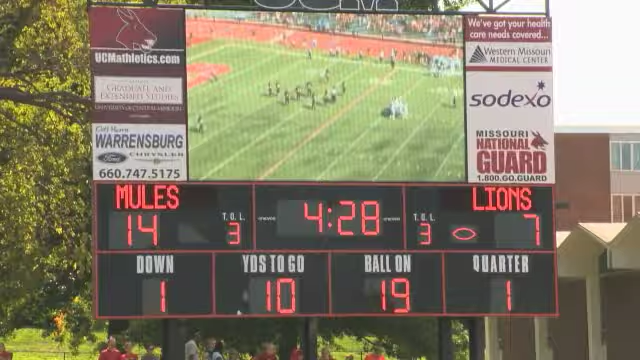 UCMathletics.com
GRADUATE AND
EXTENDED STUDIES
UNIVERSITY OF CENTRAL MISSOURI
WARRENSBURG
Ford
CHRYSLER
660.747.5175
We've got your health
care needs covered...
WESTERN MISSOURI
MEDICAL CENTER
sodexo
MISSOURI
NATIONAL
GUARD
1.800.GO.GUARD
MULES
LIONS
14
T.O.L.
3
4:28
T.O.L.
3
7
DOWN
YDS TO GO
BALL ON
QUARTER
1
10
19
1